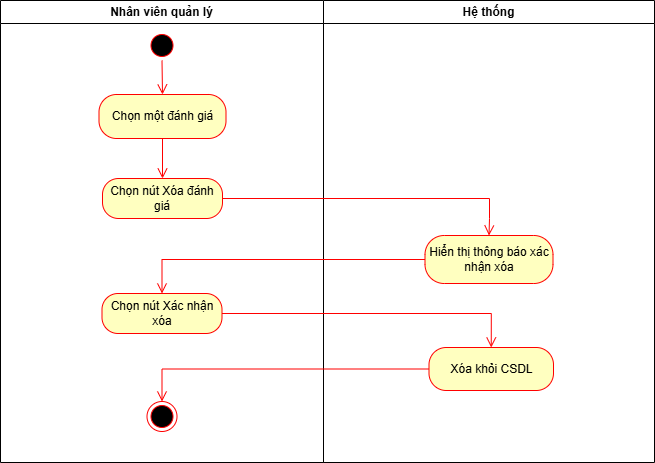 Nhân viên quản lý
Hệ thống
Chọn một đánh giá
Chọn nút Xóa đánh
giá
Hiển thị thông báo xác
nhận xóa
Chọn nút Xác nhận
xóa
Xóa khỏi CSDL